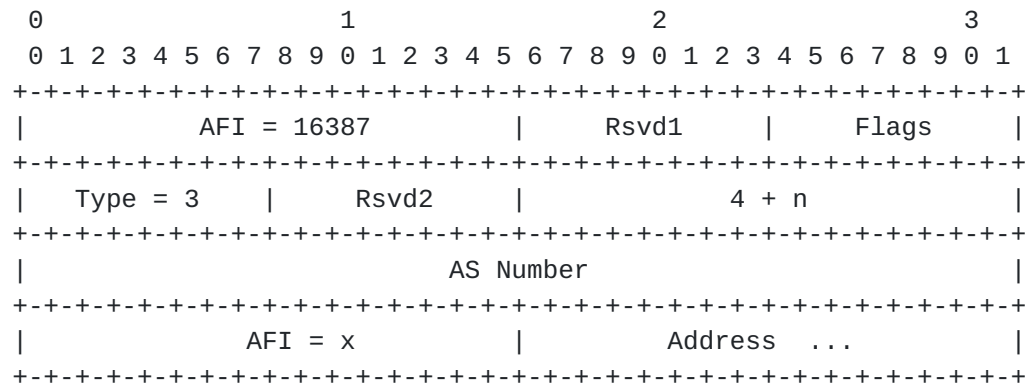 0                   1                   2                   3
 0 1 2 3 4 5 6 7 8 9 0 1 2 3 4 5 6 7 8 9 0 1 2 3 4 5 6 7 8 9 0 1
+-+-+-+-+-+-+-+-+-+-+-+-+-+-+-+-+-+-+-+-+-+-+-+-+-+-+-+-+-+-+-+-+
|           AFI = 16387         |     Rsvd1     |     Flags     |
+-+-+-+-+-+-+-+-+-+-+-+-+-+-+-+-+-+-+-+-+-+-+-+-+-+-+-+-+-+-+-+-+
|   Type = 3    |     Rsvd2     |             4 + n             |
+-+-+-+-+-+-+-+-+-+-+-+-+-+-+-+-+-+-+-+-+-+-+-+-+-+-+-+-+-+-+-+-+
|                           AS Number                           |
+-+-+-+-+-+-+-+-+-+-+-+-+-+-+-+-+-+-+-+-+-+-+-+-+-+-+-+-+-+-+-+-+
|              AFI = x          |         Address  ...          |
+-+-+-+-+-+-+-+-+-+-+-+-+-+-+-+-+-+-+-+-+-+-+-+-+-+-+-+-+-+-+-+-+